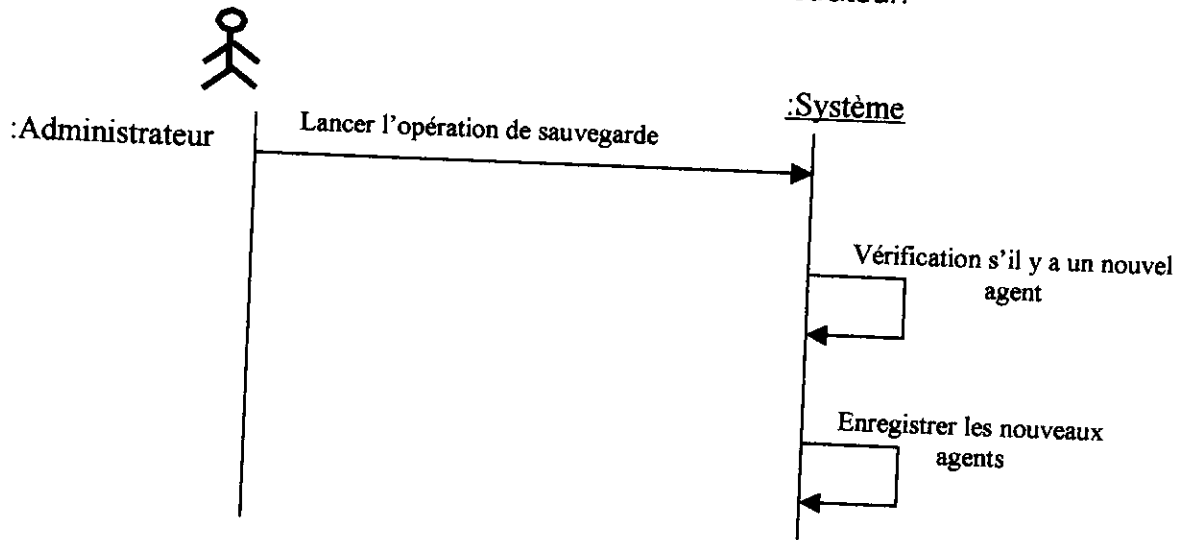 :Administrateur
Lancer l'opération de sauvegarde
:Système
Vérification s'il y a un nouvel
agent
Enregistrer les nouveaux
agents